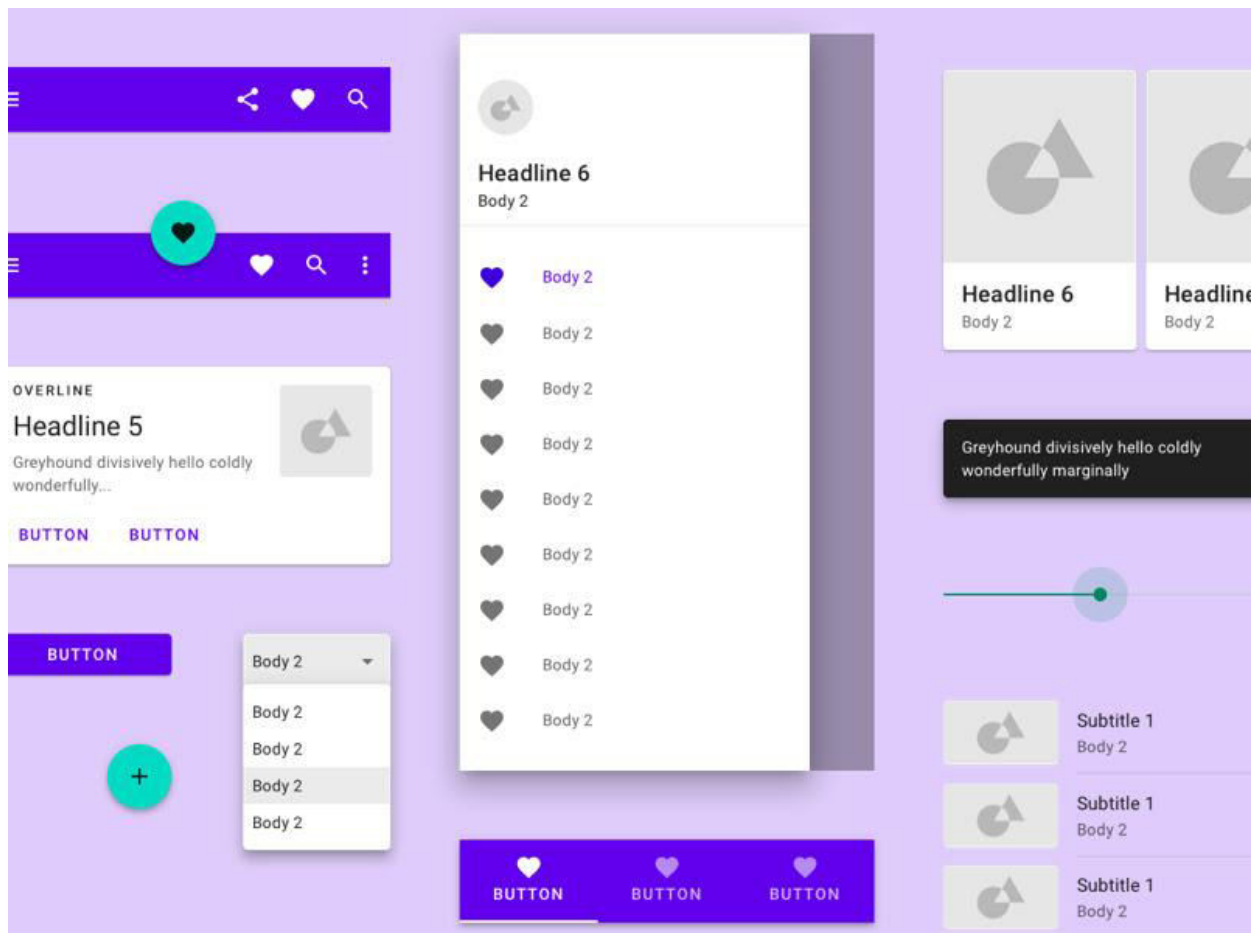 OVERLINE
Headline 5
Greyhound divisively hello coldly
wonderfully...
BUTTON BUTTON
BUTTON
Body 2
Body 2
Body 2
Body 2
Body 2
Headline 6
Body 2
Body 2
Body 2
Body 2
Body 2
Body 2
Body 2
Body 2
Body 2
Body 2
BUTTON BUTTON BUTTON
Headline 6
Body 2
Headline
Body 2
Greyhound divisively hello coldly
wonderfully marginally
Subtitle 1
Body 2
Subtitle 1
Body 2
Subtitle 1
Body 2